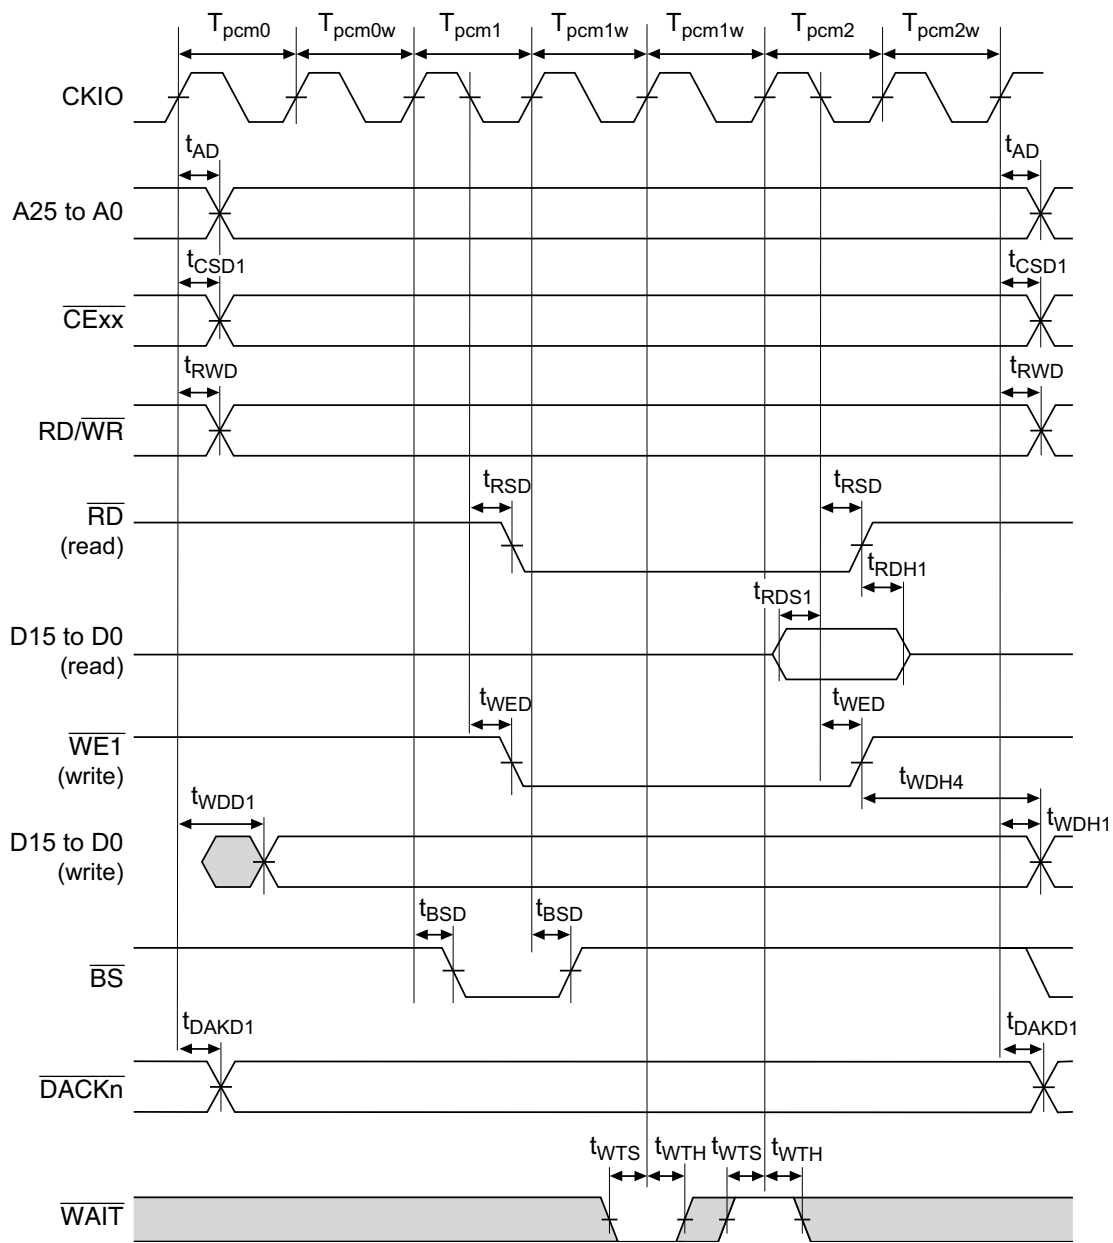 Tpcm0 Tpcm0w Tpcm1 Tpcm1w Tpcm1w Tpcm2 Tpcm2w
CKIO
tAD tAD
A25 to A0
tCSD1 tCSD1
CExx
tRWD tRWD
RD/WR
tRSD tRSD
RD
(read)
tRDH1
tRDS1
D15 to D0
(read)
tWED tWED
WE1
(write)
tWDH4
tWDD1
tWDH1
D15 to D0
(write)
tBSD tBSD
BS
tDAKD1 tDAKD1
DACKn
tWTS tWTH tWTS tWTH
WAIT